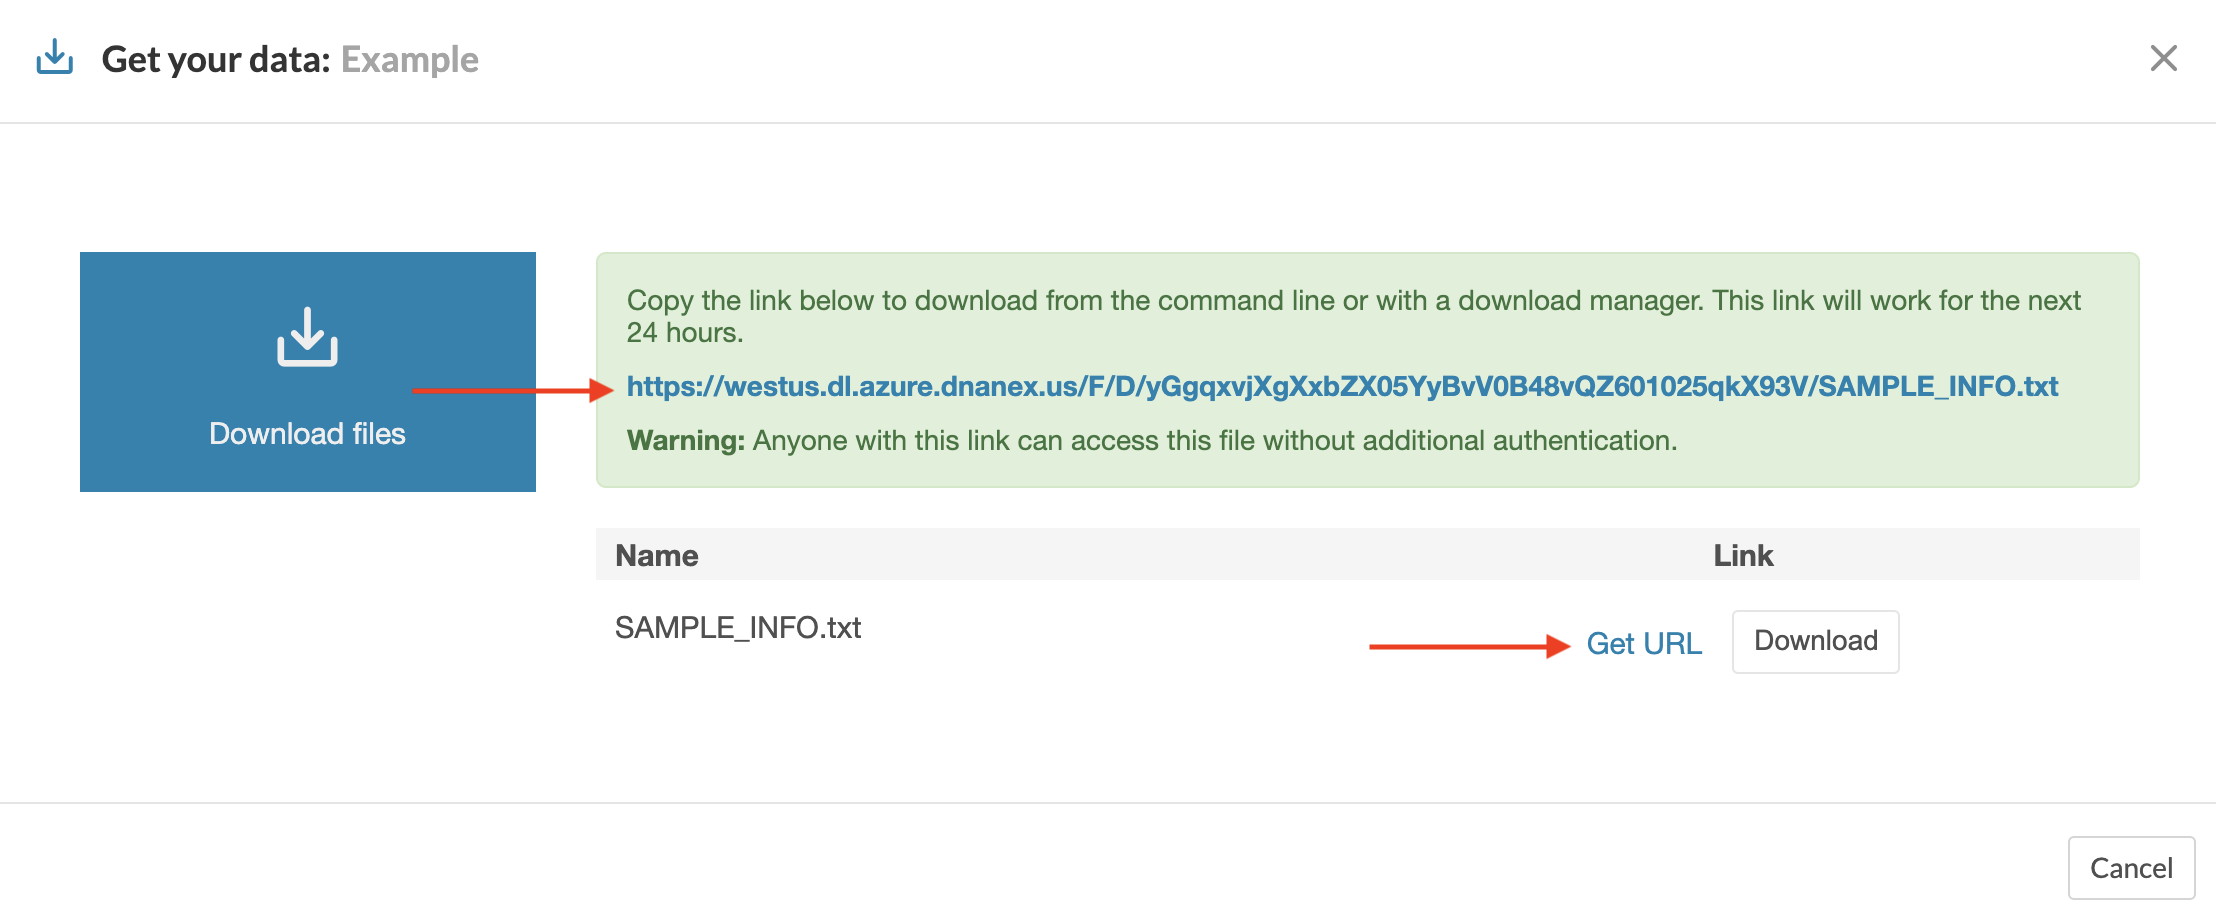 Get your data: Example
Download files
Copy the link below to download from the command line or with a download manager. This link will work for the next
24 hours.
https://westus.dl.azure.dnanex.us/F/D/yGgqxvjXgXxbZX05YyBvV0B48vQZ601025qkX93V/SAMPLE_INFO.txt
Warning: Anyone with this link can access this file without additional authentication.
Name Link
SAMPLE_INFO.txt Get URL Download
Cancel